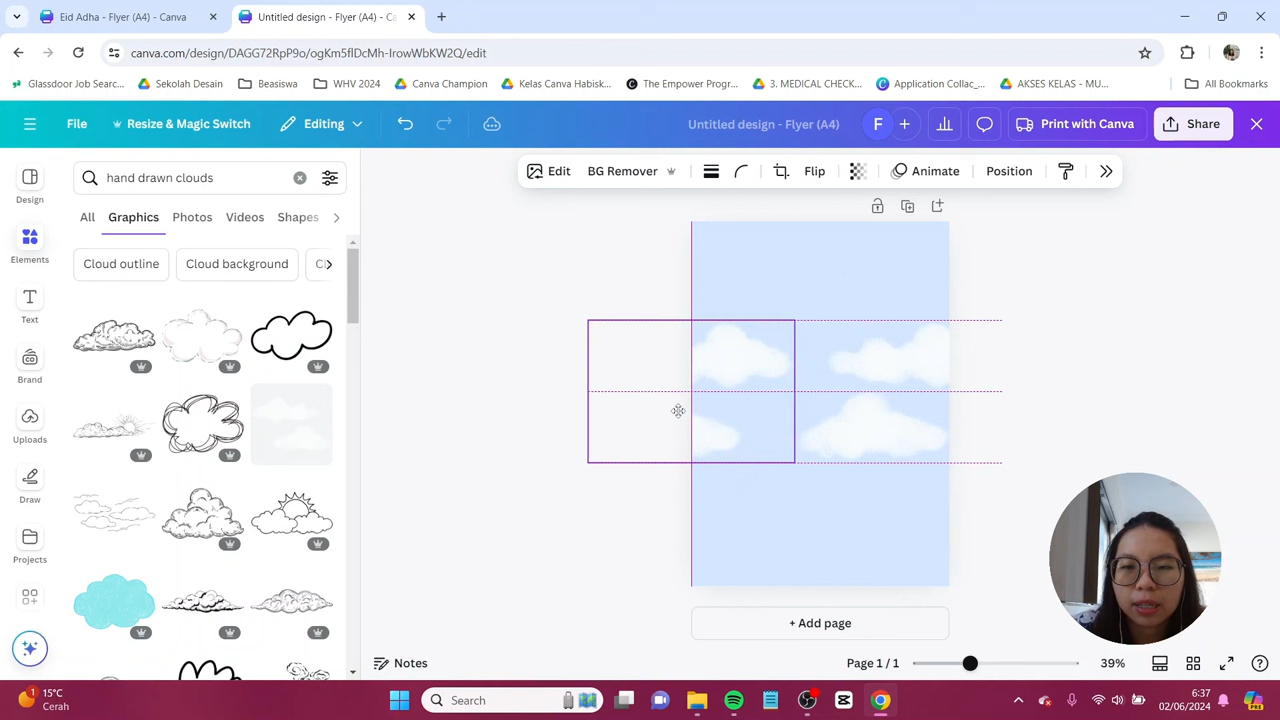 Eid Adha - Flyer (A4) - Canva
Untitled design - Flyer (A4) - Ca
canva.com/design/DAGG72RpP9o/ogKm5flDcMh-IrowWbKW2Q/edit
Glassdoor Job Searc...
Sekolah Desain
Beasiswa
WHV 2024
Canva Champion
Kelas Canva Habisk...
The Empower Progr...
3. MEDICAL CHECK...
Application Collac_...
AKSES KELAS - MU...
All Bookmarks
File
Resize & Magic Switch
Editing
Untitled design - Flyer (A4)
F
Print with Canva
Share
hand drawn clouds
Edit
BG Remover
Flip
Animate
Position
Design
All
Graphics
Photos
Videos
Shapes
Elements
Cloud outline
Cloud background
Text
Brand
Uploads
Draw
Projects
+ Add page
Notes
Page 1 / 1
39%
1
15°C
Cerah
Search
6:37
02/06/2024